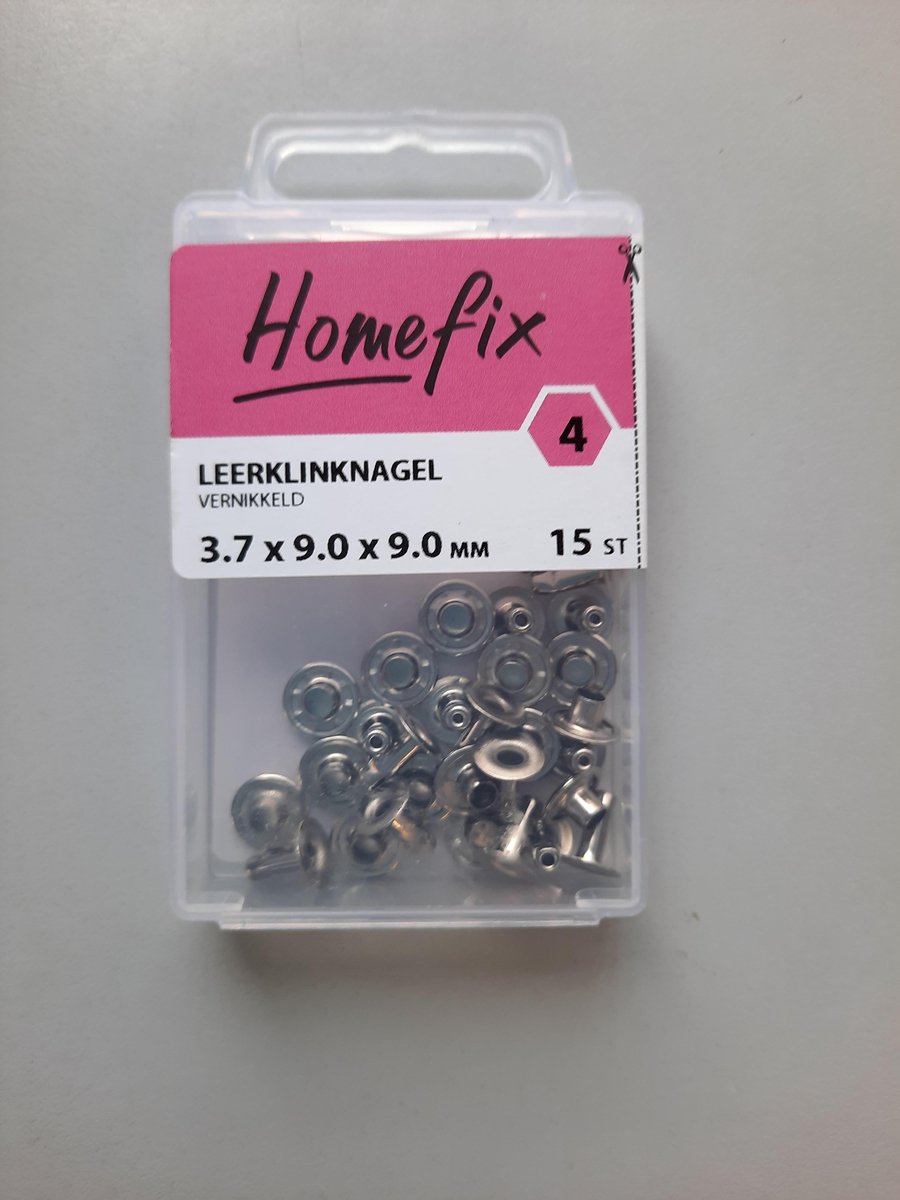 Homefix
4
LEERKLINKNAGEL
VERNIKKELD
3.7 x 9.0 x 9.0 MM 15 ST